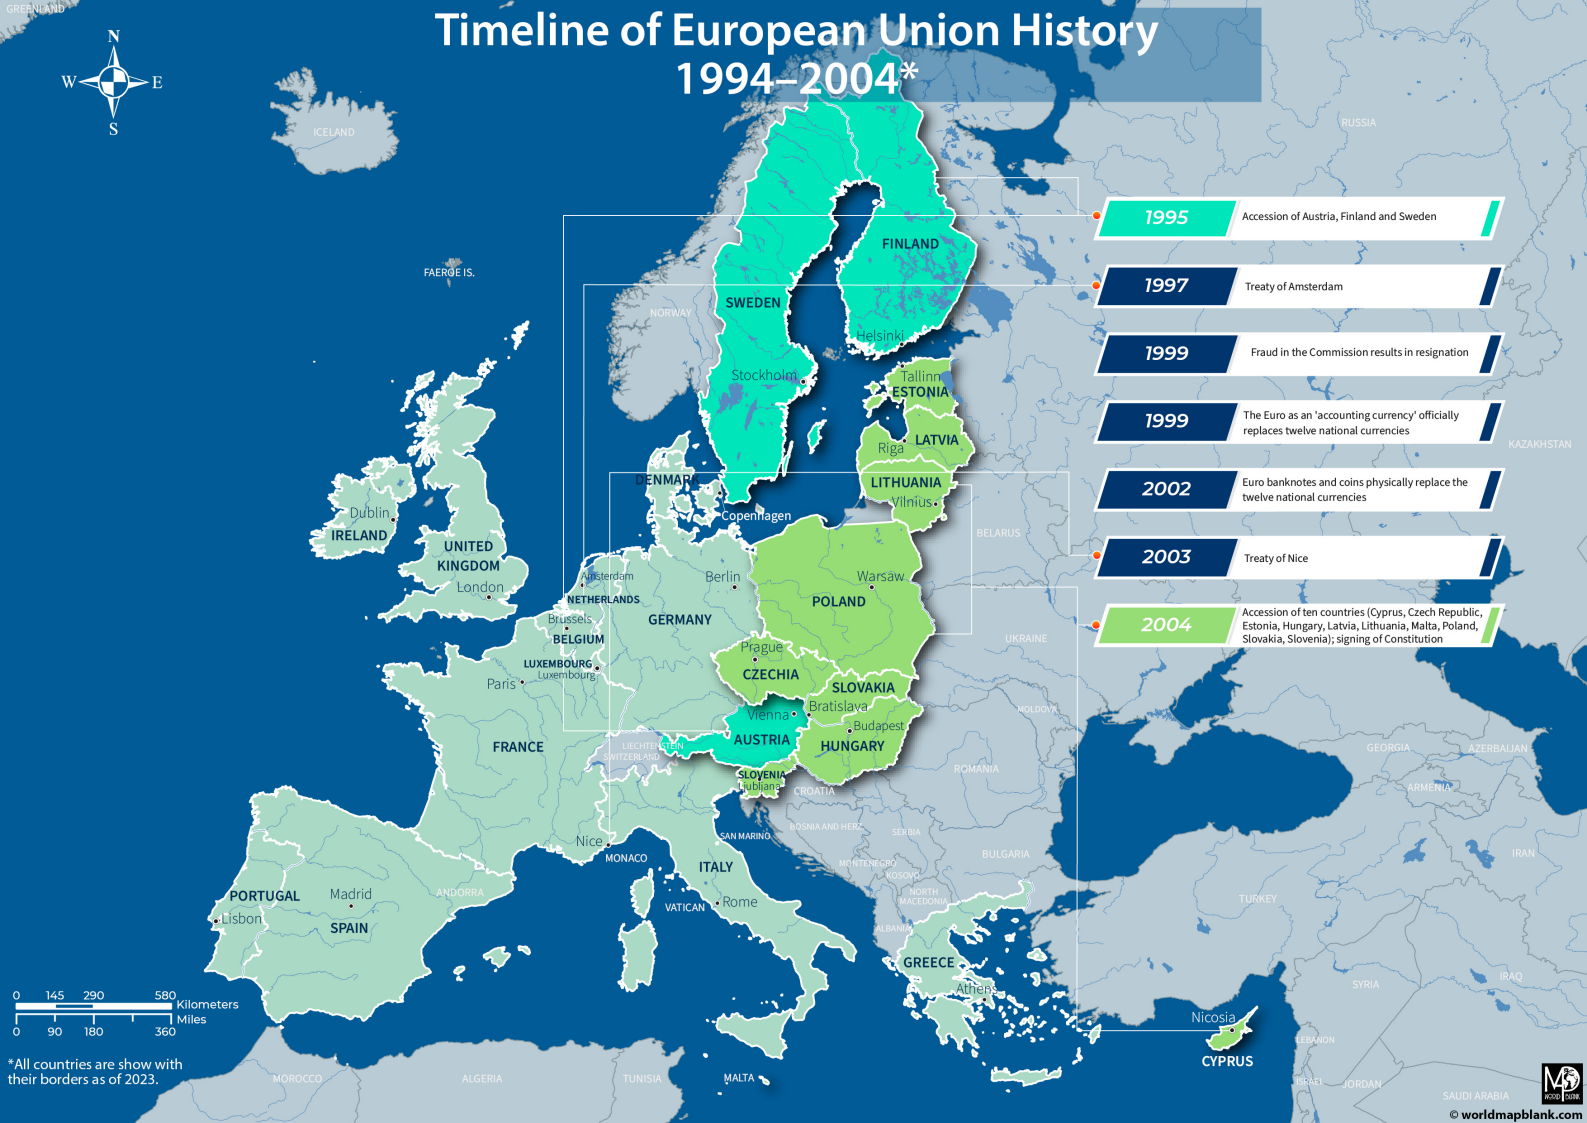 Timeline of European Union History
1994–2004*
GREENLAND
N
W
E
S
ICELAND
RUSSIA
1995
Accession of Austria, Finland and Sweden
FINLAND
FAEROE IS.
1997
Treaty of Amsterdam
SWEDEN
NORWAY
Helsinki
1999
Fraud in the Commission results in resignation
Stockholm
Tallinn
ESTONIA
1999
The Euro as an 'accounting currency' officially
replaces twelve national currencies
KAZAKHSTAN
LATVIA
Riga
DENMARK
LITHUANIA
2002
Euro banknotes and coins physically replace the
twelve national currencies
Vilnius
Copenhagen
Dublin
IRELAND
BELARUS
UNITED
KINGDOM
2003
Treaty of Nice
London
Amsterdam
Berlin
Warsaw
NETHERLANDS
POLAND
Brussels
GERMANY
BELGIUM
2004
Accession of ten countries (Cyprus, Czech Republic,
Estonia, Hungary, Latvia, Lithuania, Malta, Poland,
Slovakia, Slovenia); signing of Constitution
UKRAINE
Prague
LUXEMBOURG
Luxembourg
CZECHIA
Paris
SLOVAKIA
Bratislava
Vienna
MOLDOVA
Budapest
AUSTRIA
HUNGARY
FRANCE
LIECHTENSTEIN
SWITZERLAND
GEORGIA
AZERBAIJAN
ROMANIA
SLOVENIA
Ljubljana
CROATIA
ARMENIA
BOSNIA AND HERZ.
SERBIA
SAN MARINO
Nice
MONACO
BULGARIA
IRAN
MONTENEGRO
ITALY
KOSOVO
PORTUGAL
Madrid
ANDORRA
NORTH
MACEDONIA
TURKEY
Rome
VATICAN
Lisbon
SPAIN
ALBANIA
GREECE
IRAQ
SYRIA
Athens
0 145 290 580
Kilometers
Miles
0 90 180 360
Nicosia
LEBANON
CYPRUS
*All countries are show with
their borders as of 2023.
MOROCCO
ALGERIA
TUNISIA
MALTA
ISRAEL
JORDAN
SAUDI ARABIA
MAP
WORLD BLANK
© worldmapblank.com